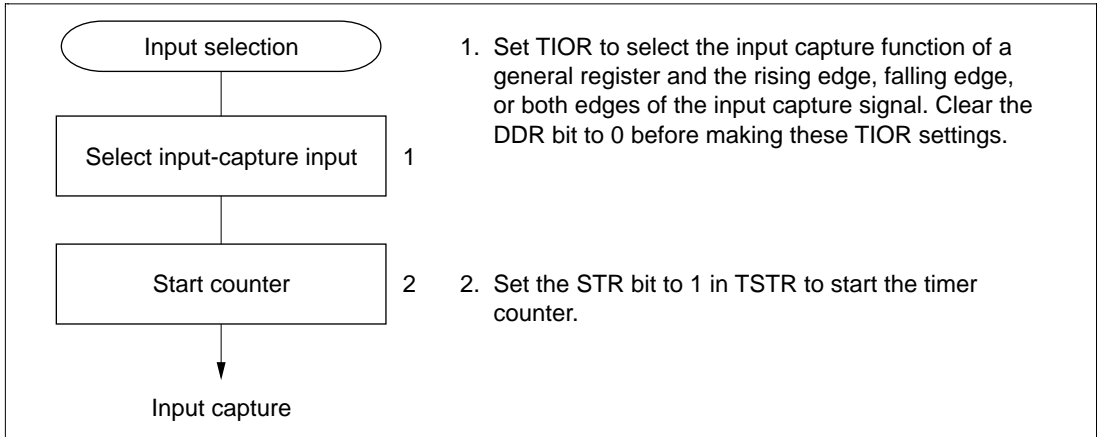 Input selection
Select input-capture input
1
Start counter
2
Input capture
1. Set TIOR to select the input capture function of a
general register and the rising edge, falling edge,
or both edges of the input capture signal. Clear the
DDR bit to 0 before making these TIOR settings.
2. Set the STR bit to 1 in TSTR to start the timer
counter.